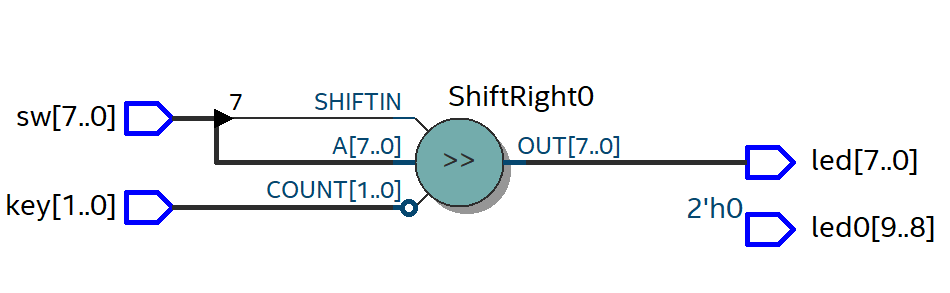 ShiftRight0
sw[7..0]
7
SHIFTIN
A[7..0]
>>
OUT[7..0]
led[7..0]
key[1..0]
COUNT[1..0]
2'h0
led0[9..8]